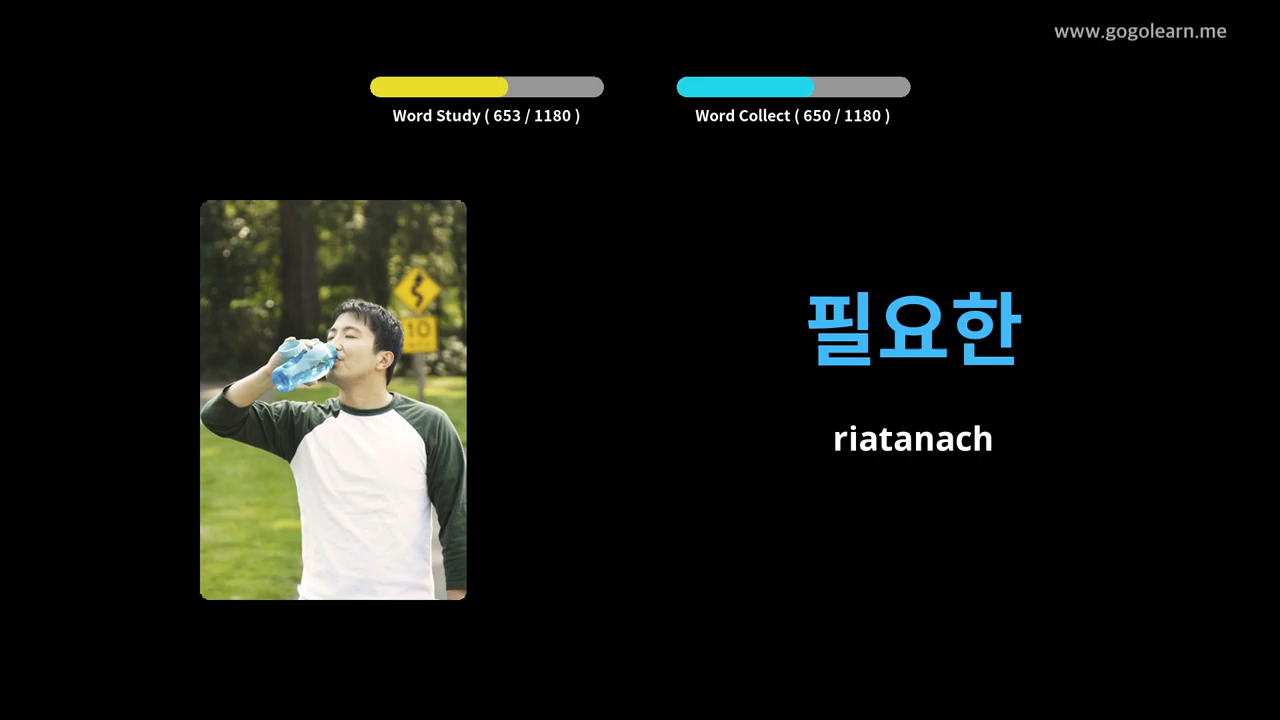 www.gogolearn.me
Word Study ( 653 / 1180 )
Word Collect ( 650 / 1180 )
10
필요한
riatanach